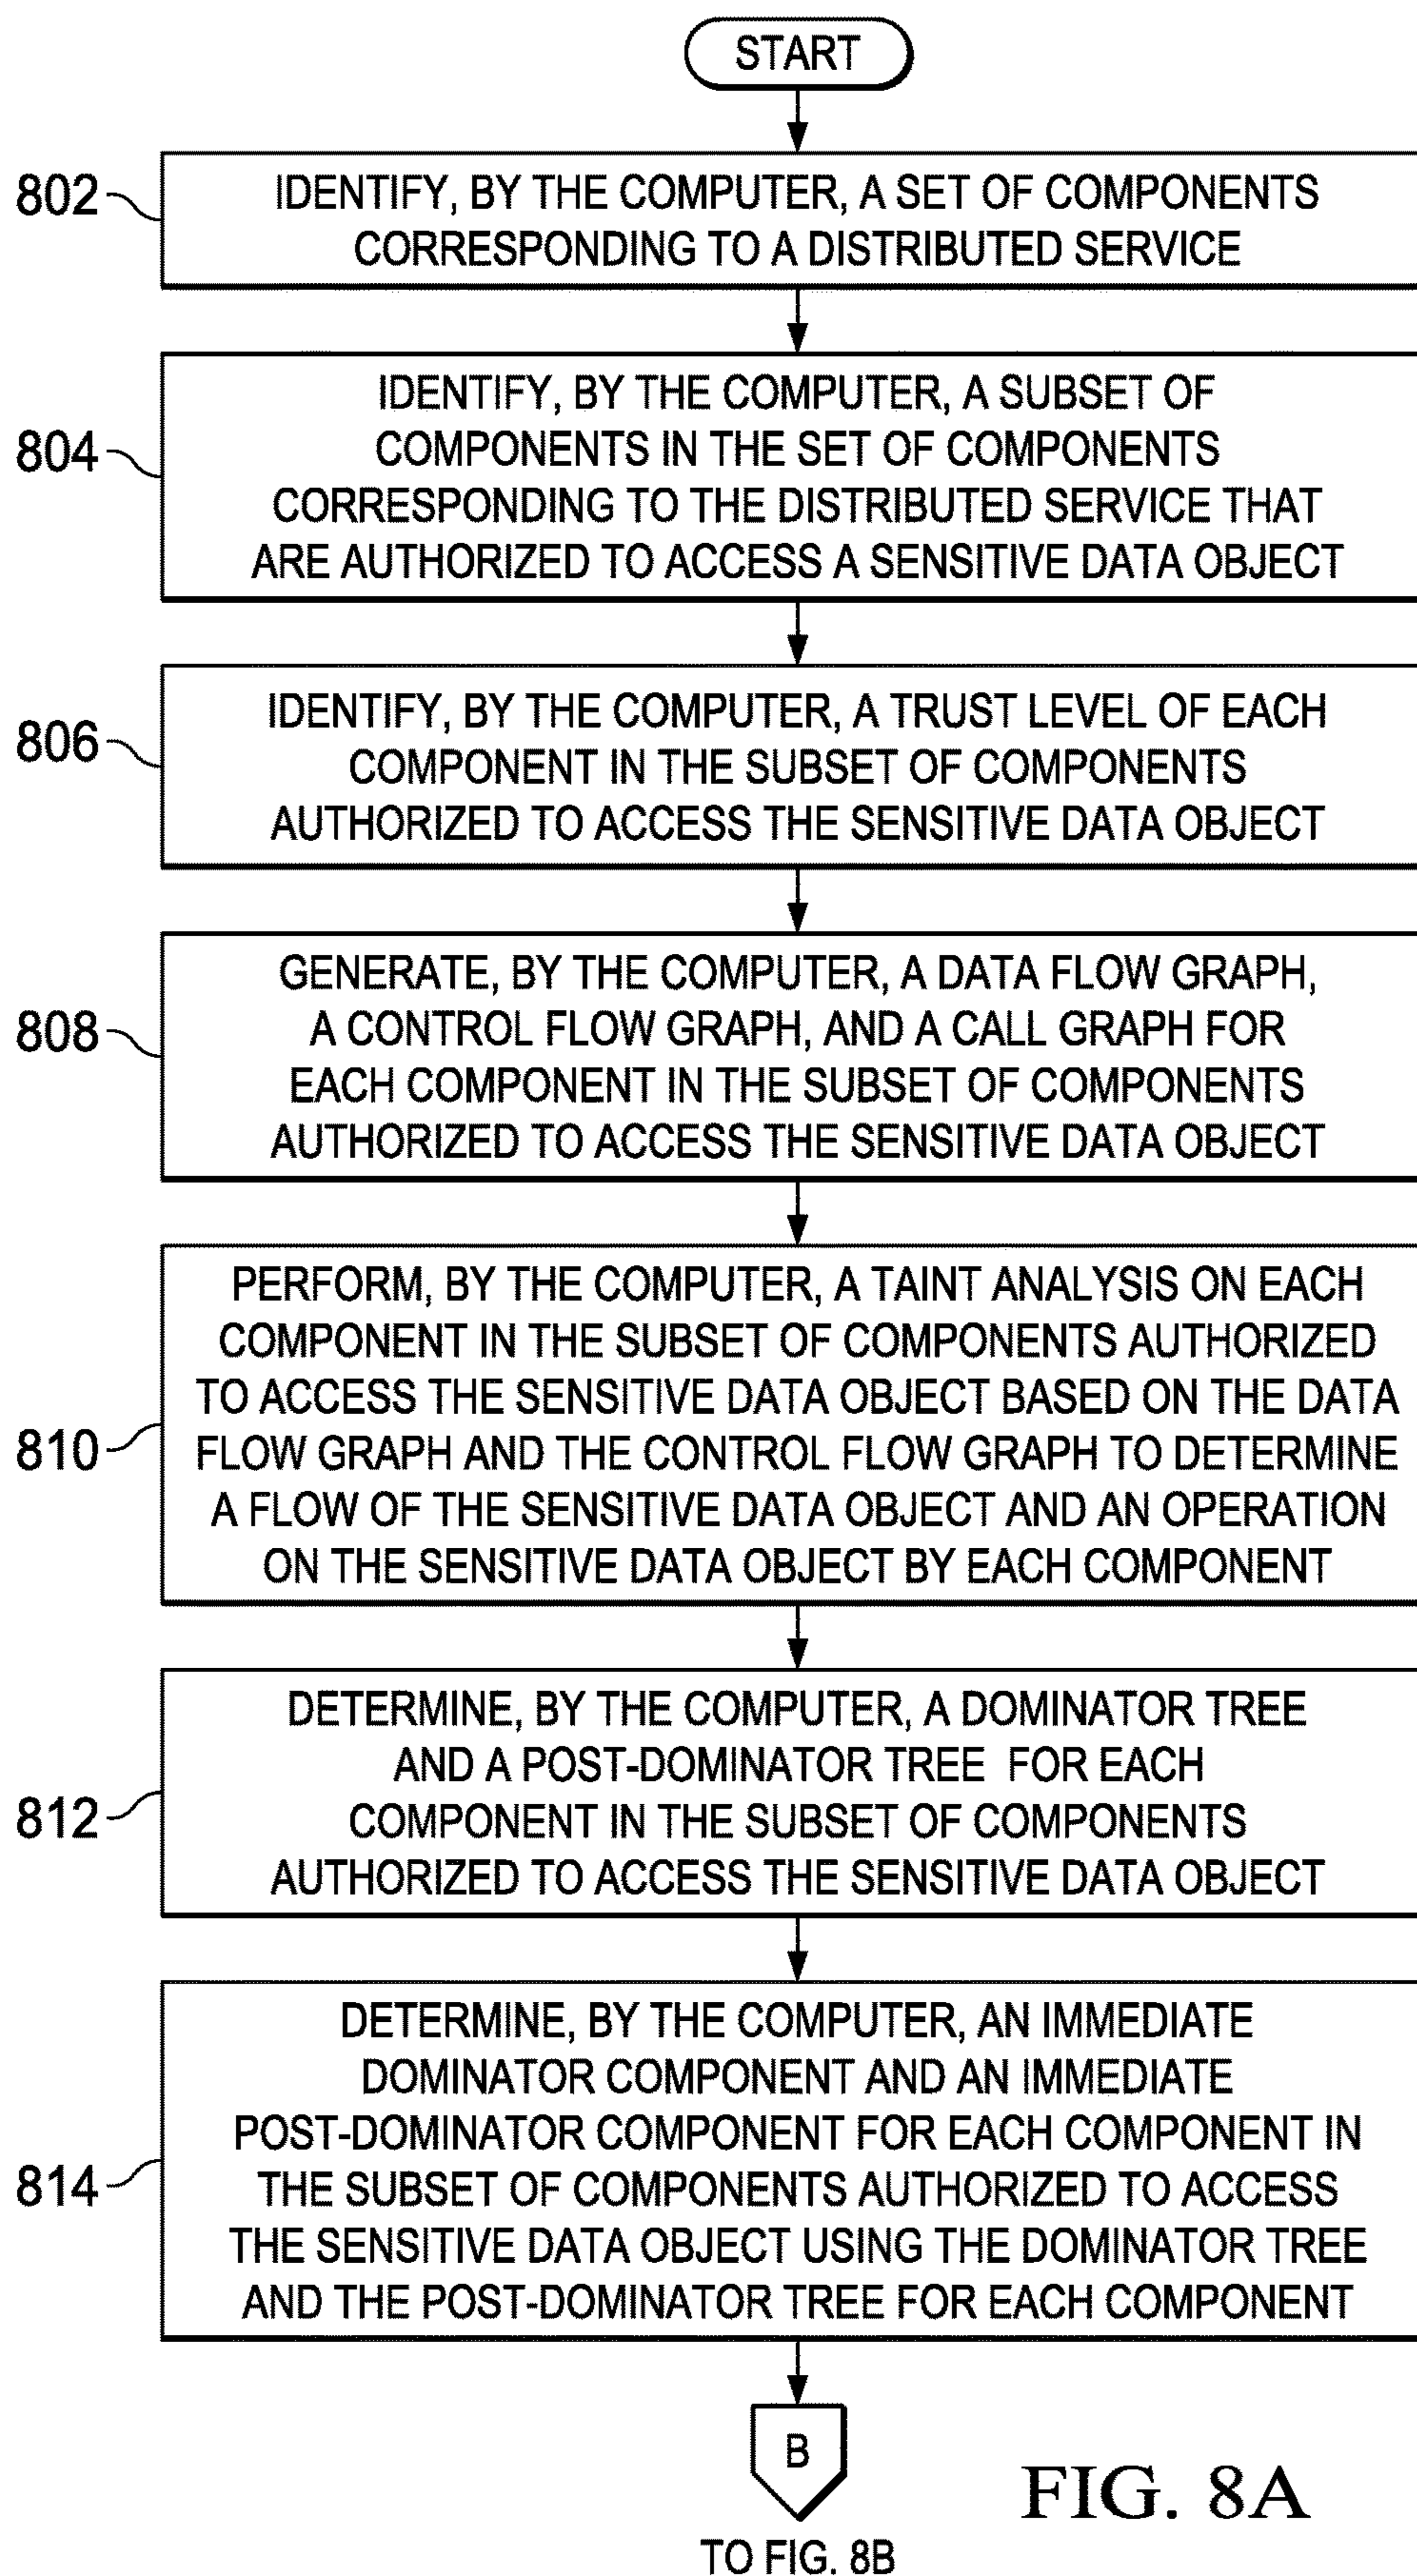 START
802
IDENTIFY, BY THE COMPUTER, A SET OF COMPONENTS
CORRESPONDING TO A DISTRIBUTED SERVICE
804
IDENTIFY, BY THE COMPUTER, A SUBSET OF
COMPONENTS IN THE SET OF COMPONENTS
CORRESPONDING TO THE DISTRIBUTED SERVICE THAT
ARE AUTHORIZED TO ACCESS A SENSITIVE DATA OBJECT
806
IDENTIFY, BY THE COMPUTER, A TRUST LEVEL OF EACH
COMPONENT IN THE SUBSET OF COMPONENTS
AUTHORIZED TO ACCESS THE SENSITIVE DATA OBJECT
808
GENERATE, BY THE COMPUTER, A DATA FLOW GRAPH,
A CONTROL FLOW GRAPH, AND A CALL GRAPH FOR
EACH COMPONENT IN THE SUBSET OF COMPONENTS
AUTHORIZED TO ACCESS THE SENSITIVE DATA OBJECT
810
PERFORM, BY THE COMPUTER, A TAINT ANALYSIS ON EACH
COMPONENT IN THE SUBSET OF COMPONENTS AUTHORIZED
TO ACCESS THE SENSITIVE DATA OBJECT BASED ON THE DATA
FLOW GRAPH AND THE CONTROL FLOW GRAPH TO DETERMINE
A FLOW OF THE SENSITIVE DATA OBJECT AND AN OPERATION
ON THE SENSITIVE DATA OBJECT BY EACH COMPONENT
812
DETERMINE, BY THE COMPUTER, A DOMINATOR TREE
AND A POST-DOMINATOR TREE FOR EACH
COMPONENT IN THE SUBSET OF COMPONENTS
AUTHORIZED TO ACCESS THE SENSITIVE DATA OBJECT
814
DETERMINE, BY THE COMPUTER, AN IMMEDIATE
DOMINATOR COMPONENT AND AN IMMEDIATE
POST-DOMINATOR COMPONENT FOR EACH COMPONENT IN
THE SUBSET OF COMPONENTS AUTHORIZED TO ACCESS
THE SENSITIVE DATA OBJECT USING THE DOMINATOR TREE
AND THE POST-DOMINATOR TREE FOR EACH COMPONENT
B
TO FIG. 8B
FIG. 8A